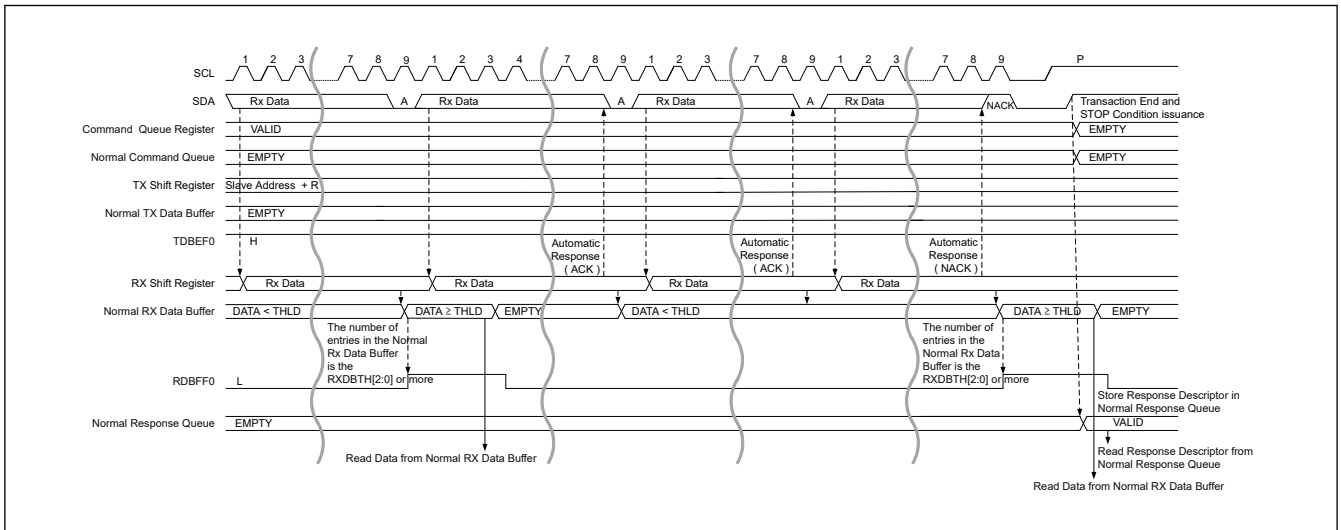 1 2 3 7 8 9 1 2 3 4 7 8 9 1 2 3 7 8 9 1 2 3 7 8 9 P
SCL
SDA Rx Data A Rx Data A Rx Data A Rx Data NACK Transaction End and
STOP Condition issuance
Command Queue Register VALID EMPTY
Normal Command Queue EMPTY EMPTY
TX Shift Register Slave Address + R
Normal TX Data Buffer EMPTY
TDBEF0 H
Automatic
Response
( ACK )
Automatic
Response
( ACK )
Automatic
Response
( NACK )
RX Shift Register Rx Data Rx Data Rx Data Rx Data
Normal RX Data Buffer DATA < THLD DATA ≥ THLD EMPTY DATA < THLD DATA ≥ THLD EMPTY
The number of
entries in the Normal
Rx Data Buffer
is the
RXDBTH[2:0] or more
The number of
entries in the
Normal Rx Data
Buffer is the
RXDBTH[2:0] or more
RDBFF0 L
Store Response Descriptor in
Normal Response Queue
Normal Response Queue EMPTY VALID
Read Data from Normal RX Data Buffer
Read Response Descriptor from
Normal Response Queue
Read Data from Normal RX Data Buffer